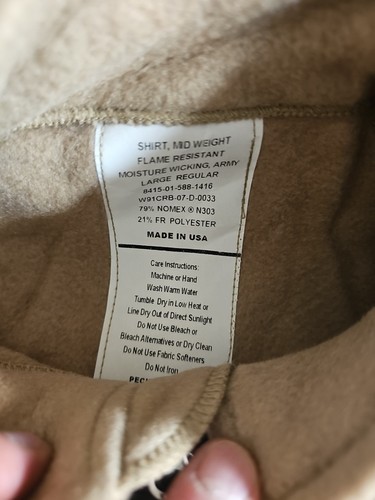 SHIRT, MID WEIGHT
FLAME RESISTANT
MOISTURE WICKING, ARMY
LARGE REGULAR
8415-01-588-1416
W91CRB-07-D-0033
79% NOMEX ® N303
21% FR POLYESTER
MADE IN USA
Care Instructions:
Machine or Hand
Wash Warm Water
Tumble Dry in Low Heat or
Line Dry Out of Direct Sunlight
Do Not Use Bleach or
Bleach Alternatives or Dry Clean
Do Not Use Fabric Softeners
Do Not Iron